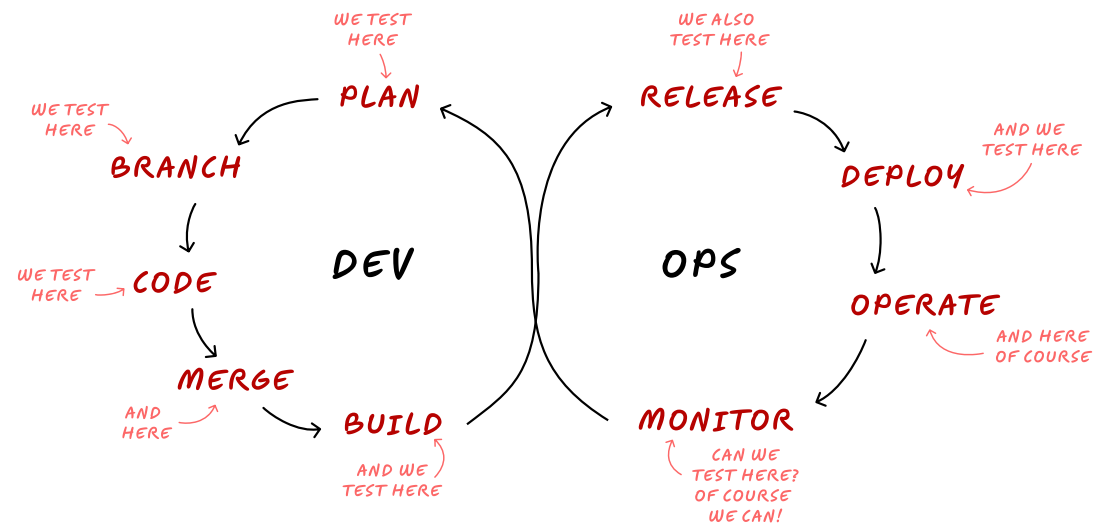 WE TEST
HERE
PLAN
WE TEST
HERE
BRANCH
WE TEST
HERE
CODE
MERGE
AND
HERE
BUILD
AND WE
TEST HERE
DEV
WE ALSO
TEST HERE
RELEASE
AND WE
TEST HERE
DEPLOY
OPS
OPERATE
AND HERE
OF COURSE
MONITOR
CAN WE
TEST HERE?
OF COURSE
WE CAN!